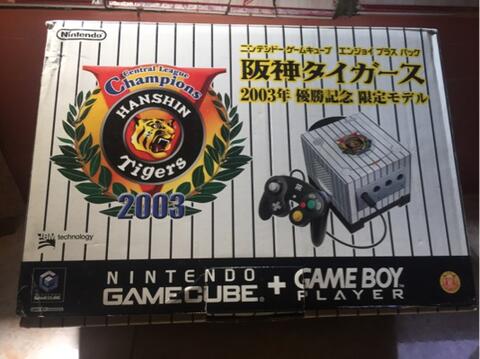 Nintendo
ニンテンドーゲームキューブ エンジョイ プラス パック
阪神タイガース
2003年 優勝記念 限定モデル
Central League
Champions
HANSHIN
Tigers
2003
IBM technology
NINTENDO
GAMECUBE + GAME BOY
PLAYER